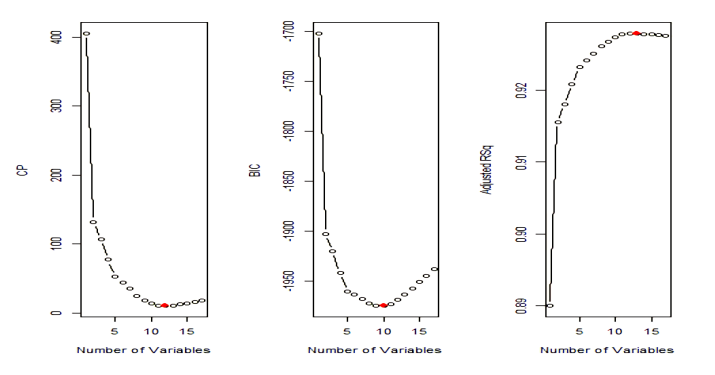 CP
400
300
200
100
0
5 10 15
Number of Variables
BIC
-1700
-1750
-1800
-1850
-1900
-1950
5 10 15
Number of Variables
Adjusted RSq
0.92
0.91
0.90
0.89
5 10 15
Number of Variables